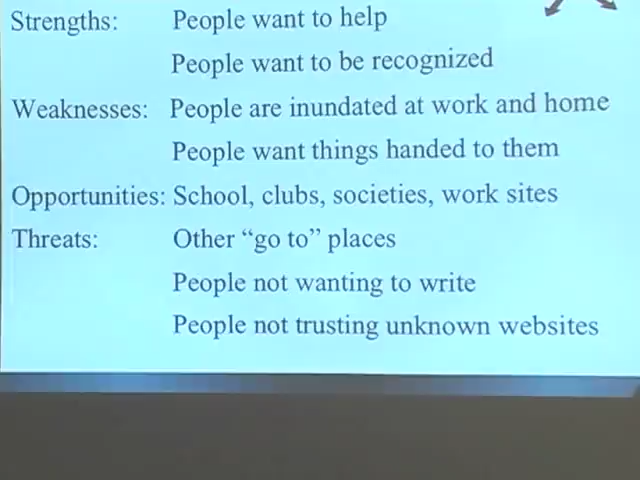 Strengths: People want to help
People want to be recognized
Weaknesses: People are inundated at work and home
People want things handed to them
Opportunities: School, clubs, societies, work sites
Threats: Other “go to” places
People not wanting to write
People not trusting unknown websites